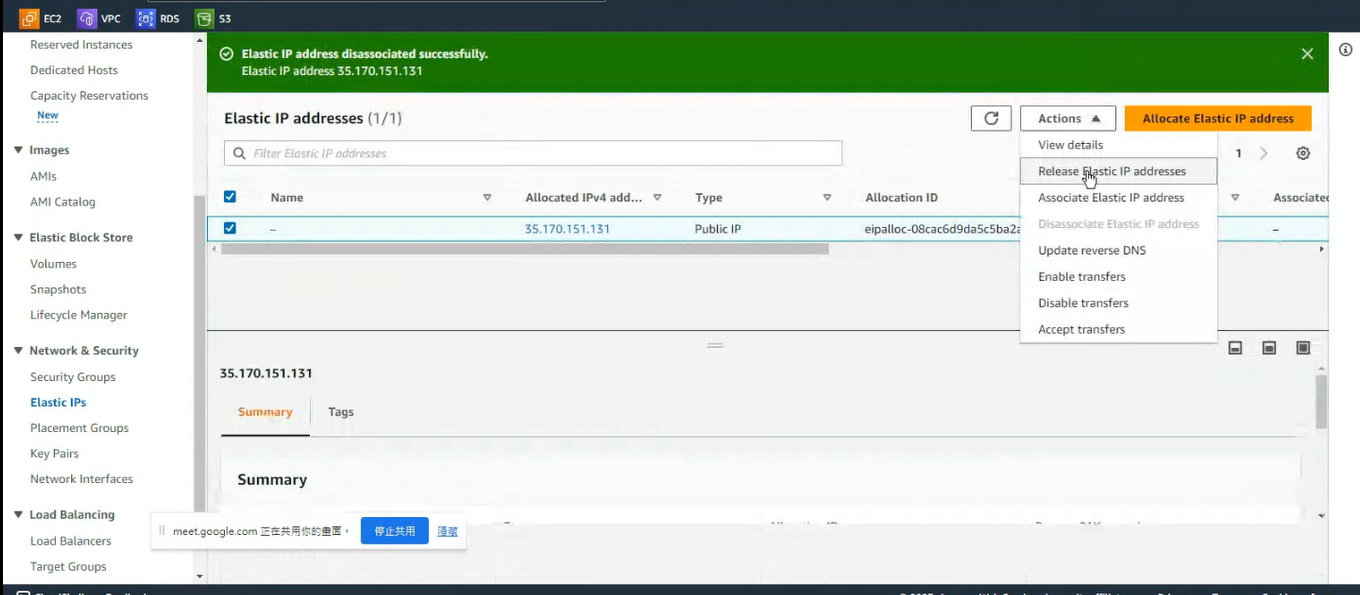 EC2 VPC RDS S3
Reserved Instances
Dedicated Hosts
Capacity Reservations
New
Images
AMIs
AMI Catalog
Elastic Block Store
Volumes
Snapshots
Lifecycle Manager
Network & Security
Security Groups
Elastic IPs
Placement Groups
Key Pairs
Network Interfaces
Load Balancing
Load Balancers
Target Groups
Elastic IP address disassociated successfully.
Elastic IP address 35.170.151.131
Elastic IP addresses (1/1)
Actions
Allocate Elastic IP address
Filter Elastic IP addresses
1
View details
Release Elastic IP addresses
Associate Elastic IP address
Disassociate Elastic IP address
Update reverse DNS
Enable transfers
Disable transfers
Accept transfers
Name Allocated IPv4 add... Type Allocation ID Associated
– 35.170.151.131 Public IP eipalloc-08cac6d9da5c5ba2a –
35.170.151.131
Summary Tags
Summary
meet.google.com 正在共用你的畫面。 停止共用 隱藏